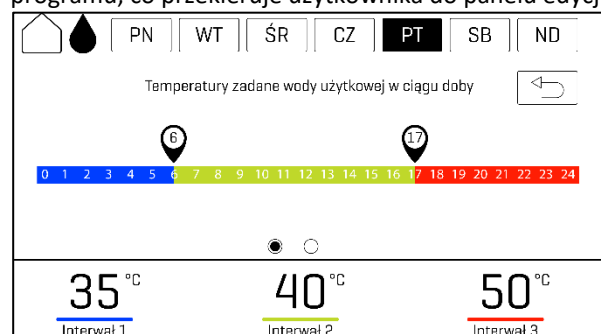 programu, co przekieruje użytkownika do panelu edycji
PN WT ŚR CZ PT SB ND
Temperatury zadane wody użytkowej w ciągu doby
6 17
0 1 2 3 4 5 6 7 8 9 10 11 12 13 14 15 16 17 18 19 20 21 22 23 24
35 °C 40 °C 50 °C
Interwał 1 Interwał 2 Interwał 3